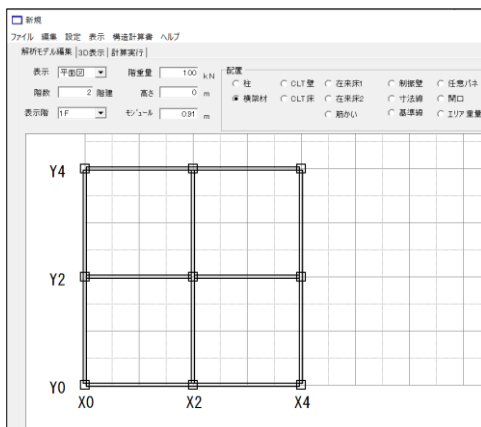 新規
ファイル 編集 設定 表示 構造計算書 ヘルプ
解析モデル編集 3D表示 計算実行
表示 平面図 階重量 100 kN
階数 2 階建 高さ 0 m
表示階 1F モジュール 0.91 m
配置
柱 CLT壁 在来床1 制振壁 任意バネ
横架材 CLT床 在来床2 寸法線 開口
筋かい 基準線 エリア重量
Y4
Y2
Y0
X0 X2 X4